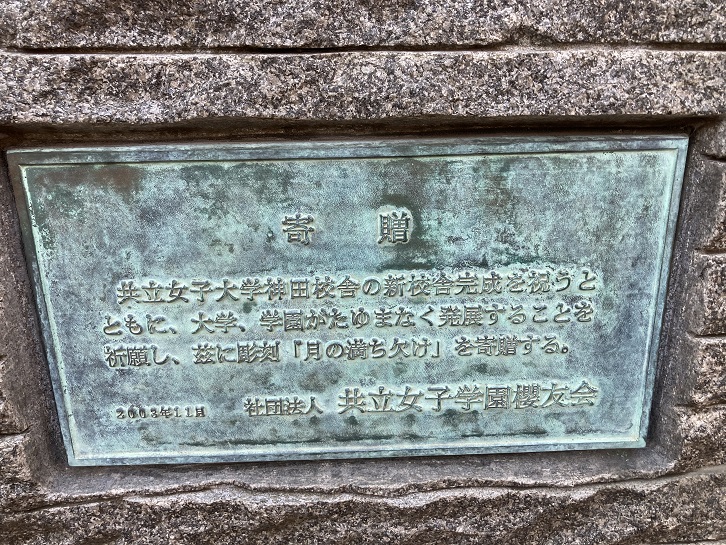 寄贈
共立女子大学神田校舎の新校舎完成を祝うと
ともに、大学、学園がたゆまなく発展することを
祈願し、茲に彫刻「月の満ち欠け」を寄贈する。
2003年11月 社団法人 共立女子学園櫻友会